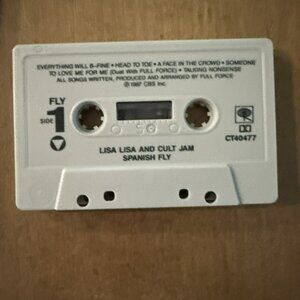 EVERYTHING WILL B-FINE • HEAD TO TOE • A FACE IN THE CROWD • SOMEONE
TO LOVE ME FOR ME (Duet With FULL FORCE) • TALKING NONSENSE
ALL SONGS WRITTEN, PRODUCED AND ARRANGED BY FULL FORCE
℗ 1987 CBS Inc.
FLY
SIDE 1
CT40477
LISA LISA AND CULT JAM
SPANISH FLY